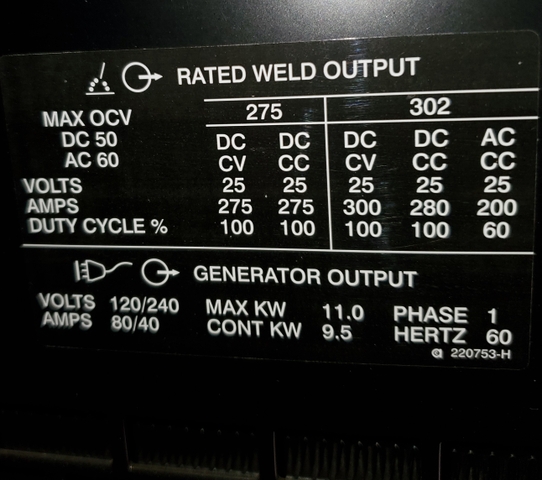 RATED WELD OUTPUT
275 302
MAX OCV
DC 50 DC DC DC DC AC
AC 60 CV CC CV CC CC
VOLTS 25 25 25 25 25
AMPS 275 275 300 280 200
DUTY CYCLE % 100 100 100 100 60
GENERATOR OUTPUT
VOLTS 120/240 MAX KW 11.0 PHASE 1
AMPS 80/40 CONT KW 9.5 HERTZ 60
220753-H